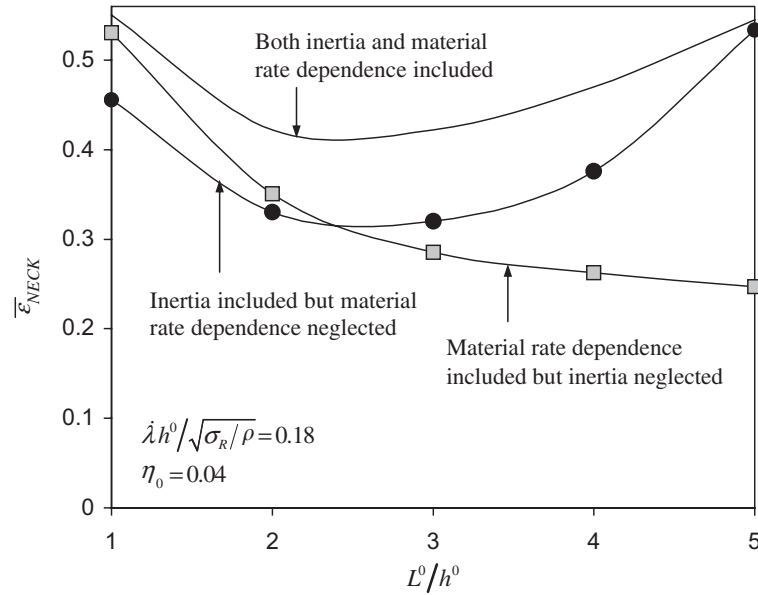 0.5
0.4
0.3
0.2
0.1
0
1
2
3
4
5
ε̅_NECK
L⁰/h⁰
Both inertia and material
rate dependence included
Inertia included but material
rate dependence neglected
Material rate dependence
included but inertia neglected
λ̇h⁰/√(σ_R/ρ)=0.18
η₀=0.04